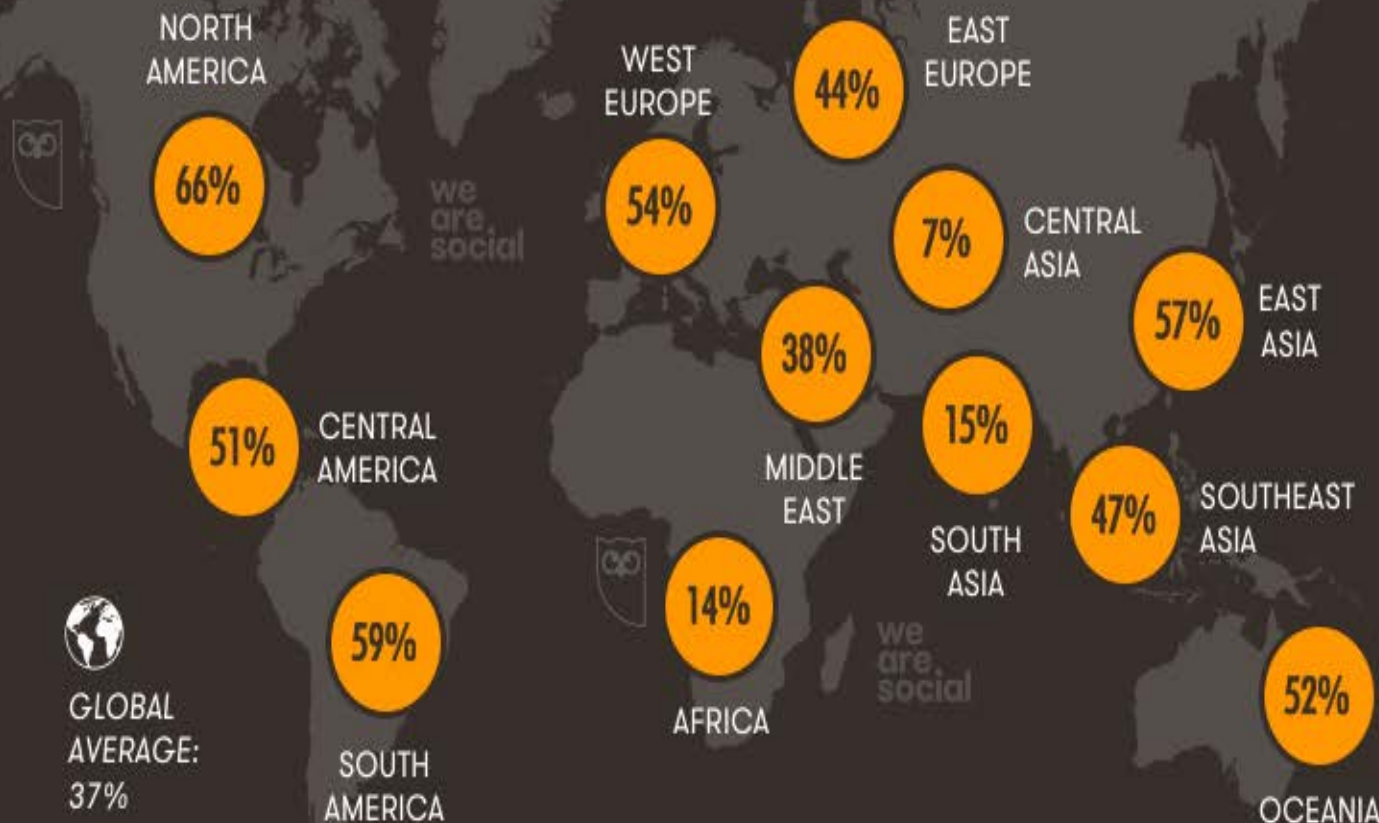 NORTH
AMERICA
66%
WEST
EUROPE
54%
44%
EAST
EUROPE
7%
CENTRAL
ASIA
57%
EAST
ASIA
we
are.
social
51%
CENTRAL
AMERICA
38%
MIDDLE
EAST
15%
SOUTH
ASIA
47%
SOUTHEAST
ASIA
14%
AFRICA
we
are.
social
59%
SOUTH
AMERICA
52%
OCEANIA
GLOBAL
AVERAGE:
37%